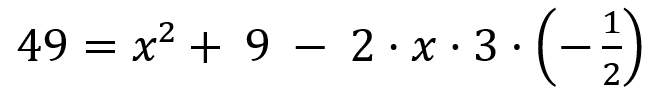 49 = x² + 9 − 2 · x · 3 · (−1/2)